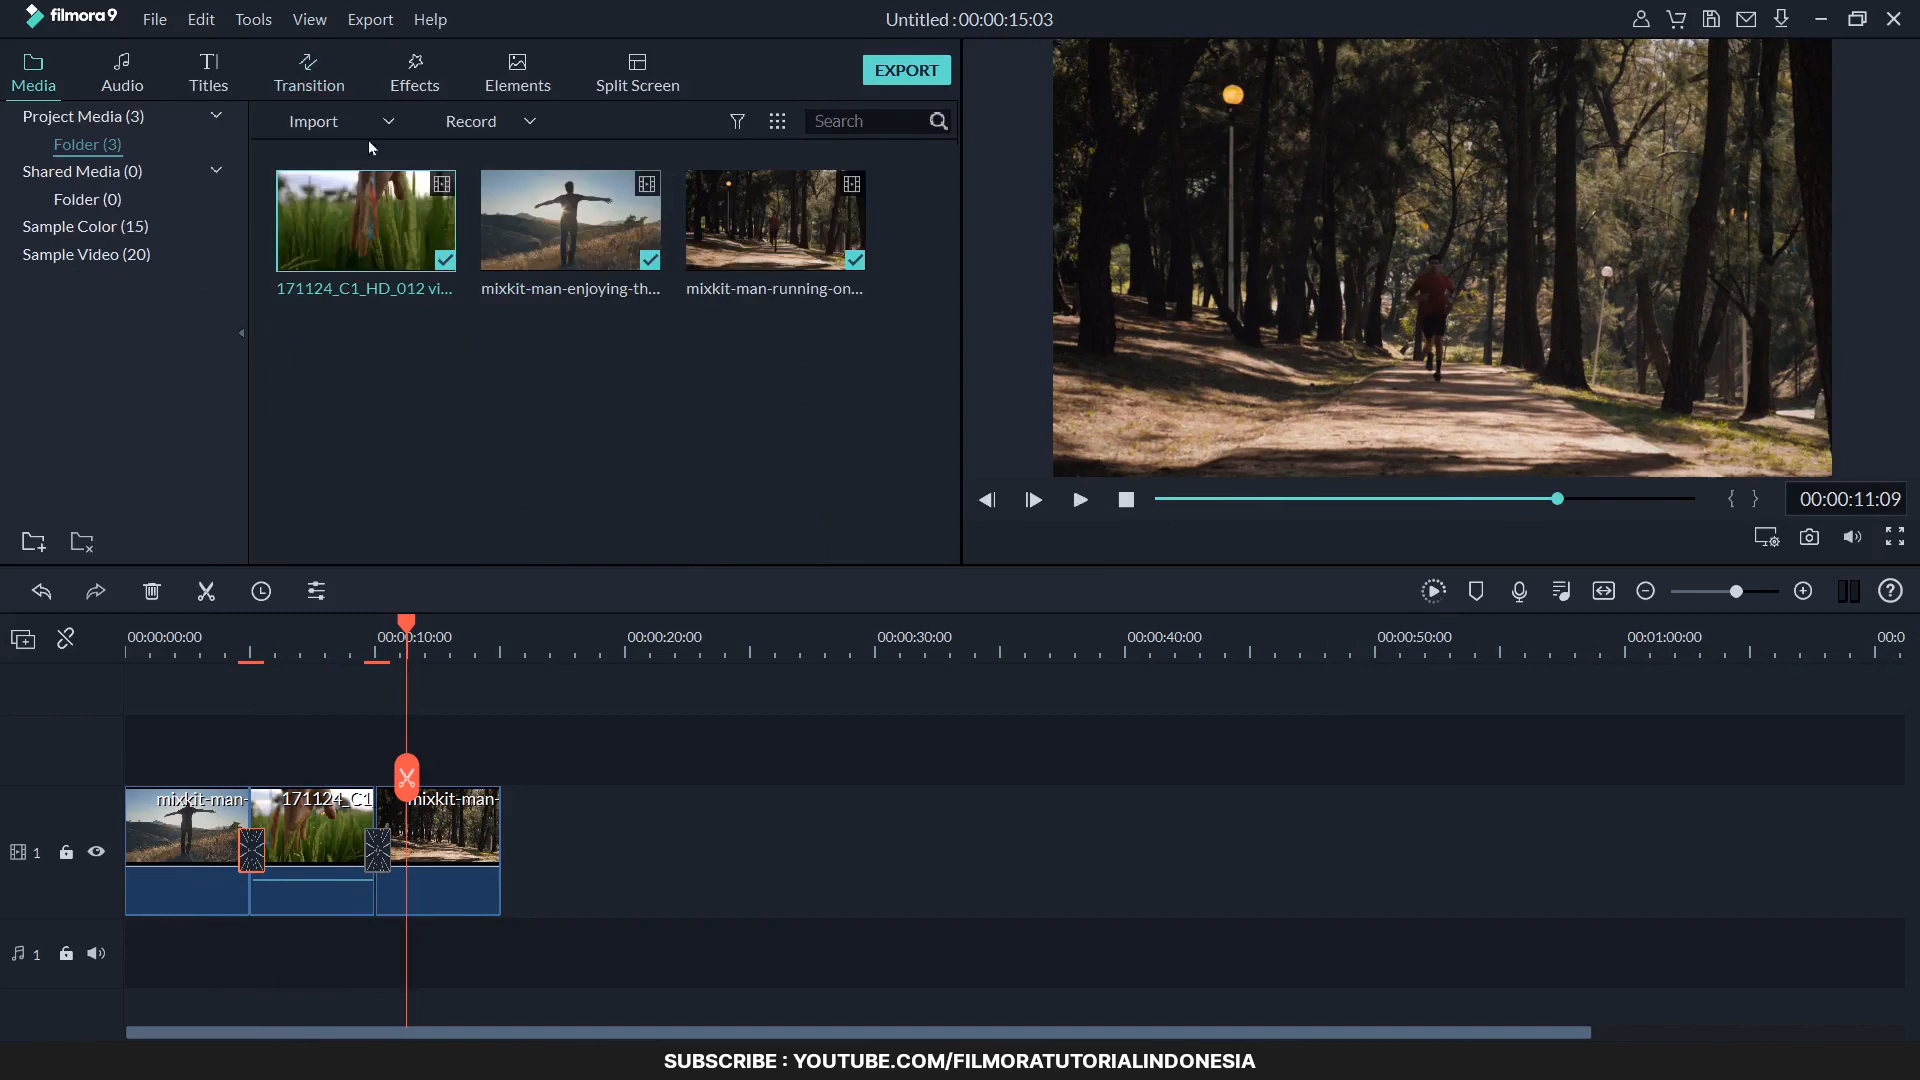 filmora9
File Edit Tools View Export Help
Untitled : 00:00:15:03
Media Audio Titles Transition Effects Elements Split Screen
EXPORT
Project Media (3)
Folder (3)
Shared Media (0)
Folder (0)
Sample Color (15)
Sample Video (20)
Import Record Search
171124_C1_HD_012 vi... mixkit-man-enjoying-th... mixkit-man-running-on...
00:00:11:09
00:00:00:00 00:00:10:00 00:00:20:00 00:00:30:00 00:00:40:00 00:00:50:00 00:01:00:00 00:0
mixkit-man- 171124_C1 mixkit-man-
1
1
SUBSCRIBE : YOUTUBE.COM/FILMORATUTORIALINDONESIA